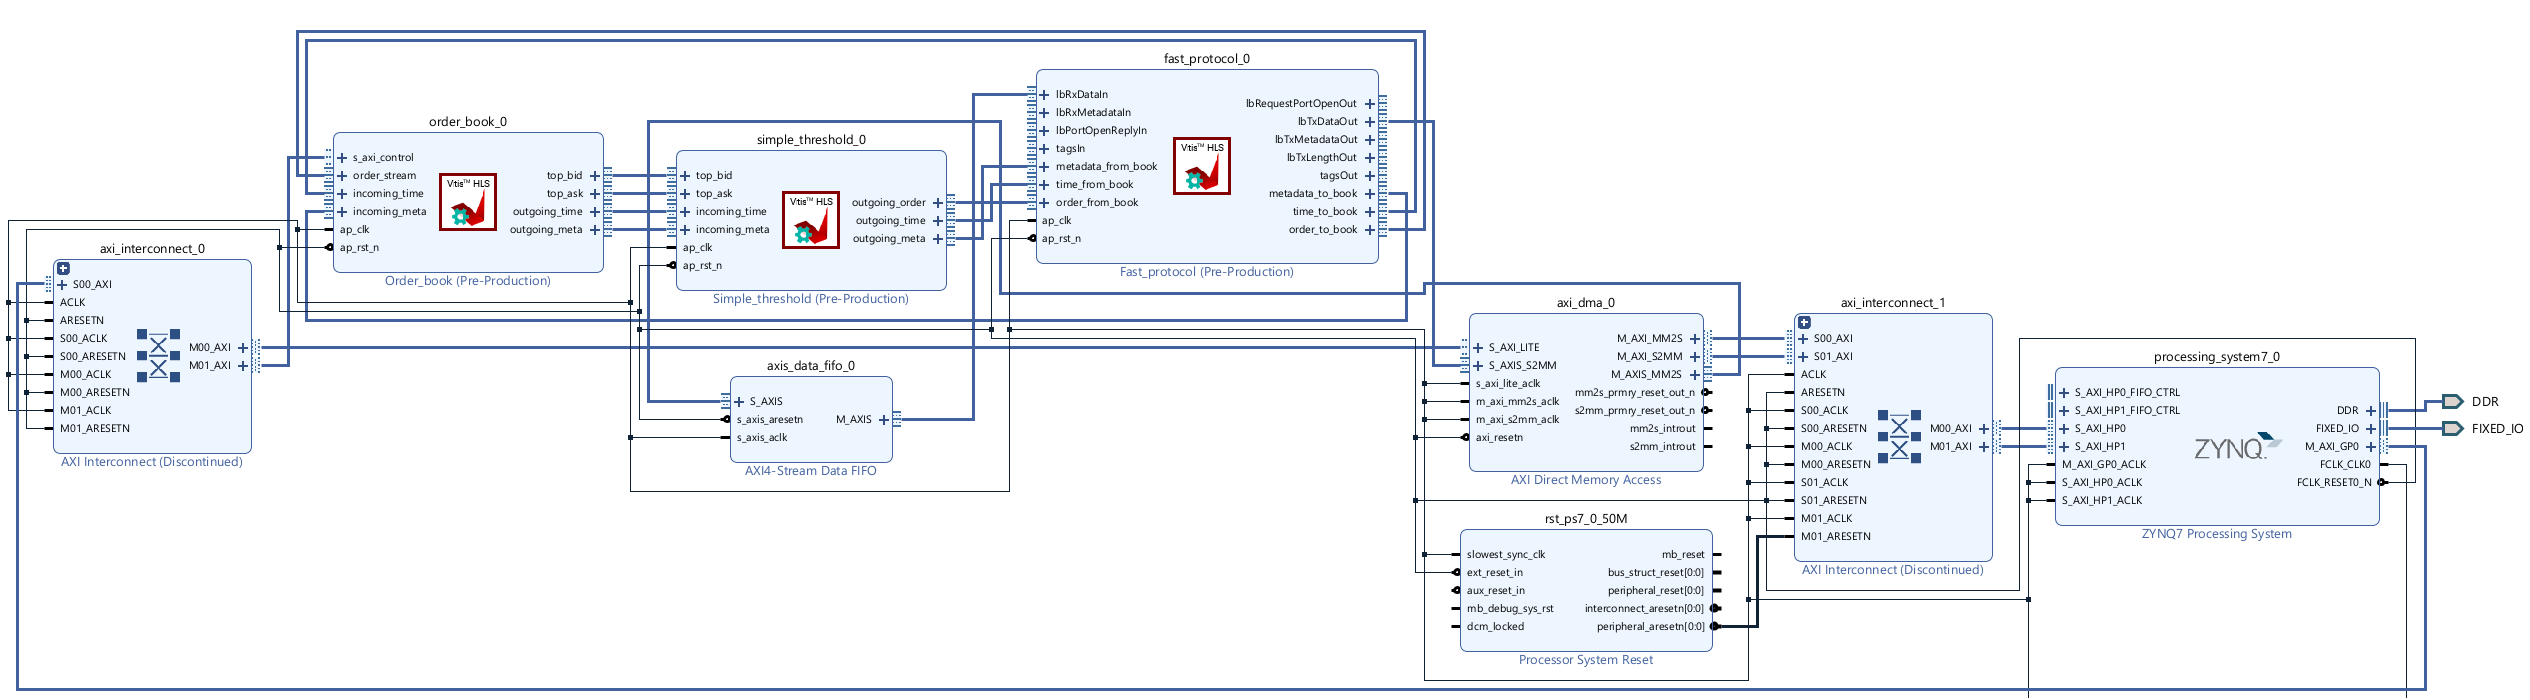 order_book_0
s_axi_control
order_stream
incoming_time
incoming_meta
ap_clk
ap_rst_n
Vitis™ HLS
top_bid
top_ask
outgoing_time
outgoing_meta
Order_book (Pre-Production)
simple_threshold_0
top_bid
top_ask
incoming_time
incoming_meta
ap_clk
ap_rst_n
Vitis™ HLS
outgoing_order
outgoing_time
outgoing_meta
Simple_threshold (Pre-Production)
fast_protocol_0
lbRxDataIn
lbRxMetadataIn
lbPortOpenReplyIn
tagsIn
metadata_from_book
time_from_book
order_from_book
ap_clk
ap_rst_n
Vitis™ HLS
lbRequestPortOpenOut
lbTxDataOut
lbTxMetadataOut
lbTxLengthOut
tagsOut
metadata_to_book
time_to_book
order_to_book
Fast_protocol (Pre-Production)
axi_interconnect_0
S00_AXI
ACLK
ARESETN
S00_ACLK
S00_ARESETN
M00_ACLK
M00_ARESETN
M01_ACLK
M01_ARESETN
M00_AXI
M01_AXI
AXI Interconnect (Discontinued)
axis_data_fifo_0
S_AXIS
s_axis_aresetn
s_axis_aclk
M_AXIS
AXI4-Stream Data FIFO
axi_dma_0
S_AXI_LITE
S_AXIS_S2MM
s_axi_lite_aclk
m_axi_mm2s_aclk
m_axi_s2mm_aclk
axi_resetn
M_AXI_MM2S
M_AXI_S2MM
M_AXIS_MM2S
mm2s_prmry_reset_out_n
s2mm_prmry_reset_out_n
mm2s_introut
s2mm_introut
AXI Direct Memory Access
rst_ps7_0_50M
slowest_sync_clk
ext_reset_in
aux_reset_in
mb_debug_sys_rst
dcm_locked
mb_reset
bus_struct_reset[0:0]
peripheral_reset[0:0]
interconnect_aresetn[0:0]
peripheral_aresetn[0:0]
Processor System Reset
axi_interconnect_1
S00_AXI
S01_AXI
ACLK
ARESETN
S00_ACLK
S00_ARESETN
M00_ACLK
M00_ARESETN
S01_ACLK
S01_ARESETN
M01_ACLK
M01_ARESETN
M00_AXI
M01_AXI
AXI Interconnect (Discontinued)
processing_system7_0
S_AXI_HP0_FIFO_CTRL
S_AXI_HP1_FIFO_CTRL
S_AXI_HP0
S_AXI_HP1
M_AXI_GP0_ACLK
S_AXI_HP0_ACLK
S_AXI_HP1_ACLK
ZYNQ
DDR
FIXED_IO
M_AXI_GP0
FCLK_CLK0
FCLK_RESET0_N
ZYNQ7 Processing System
DDR
FIXED_IO